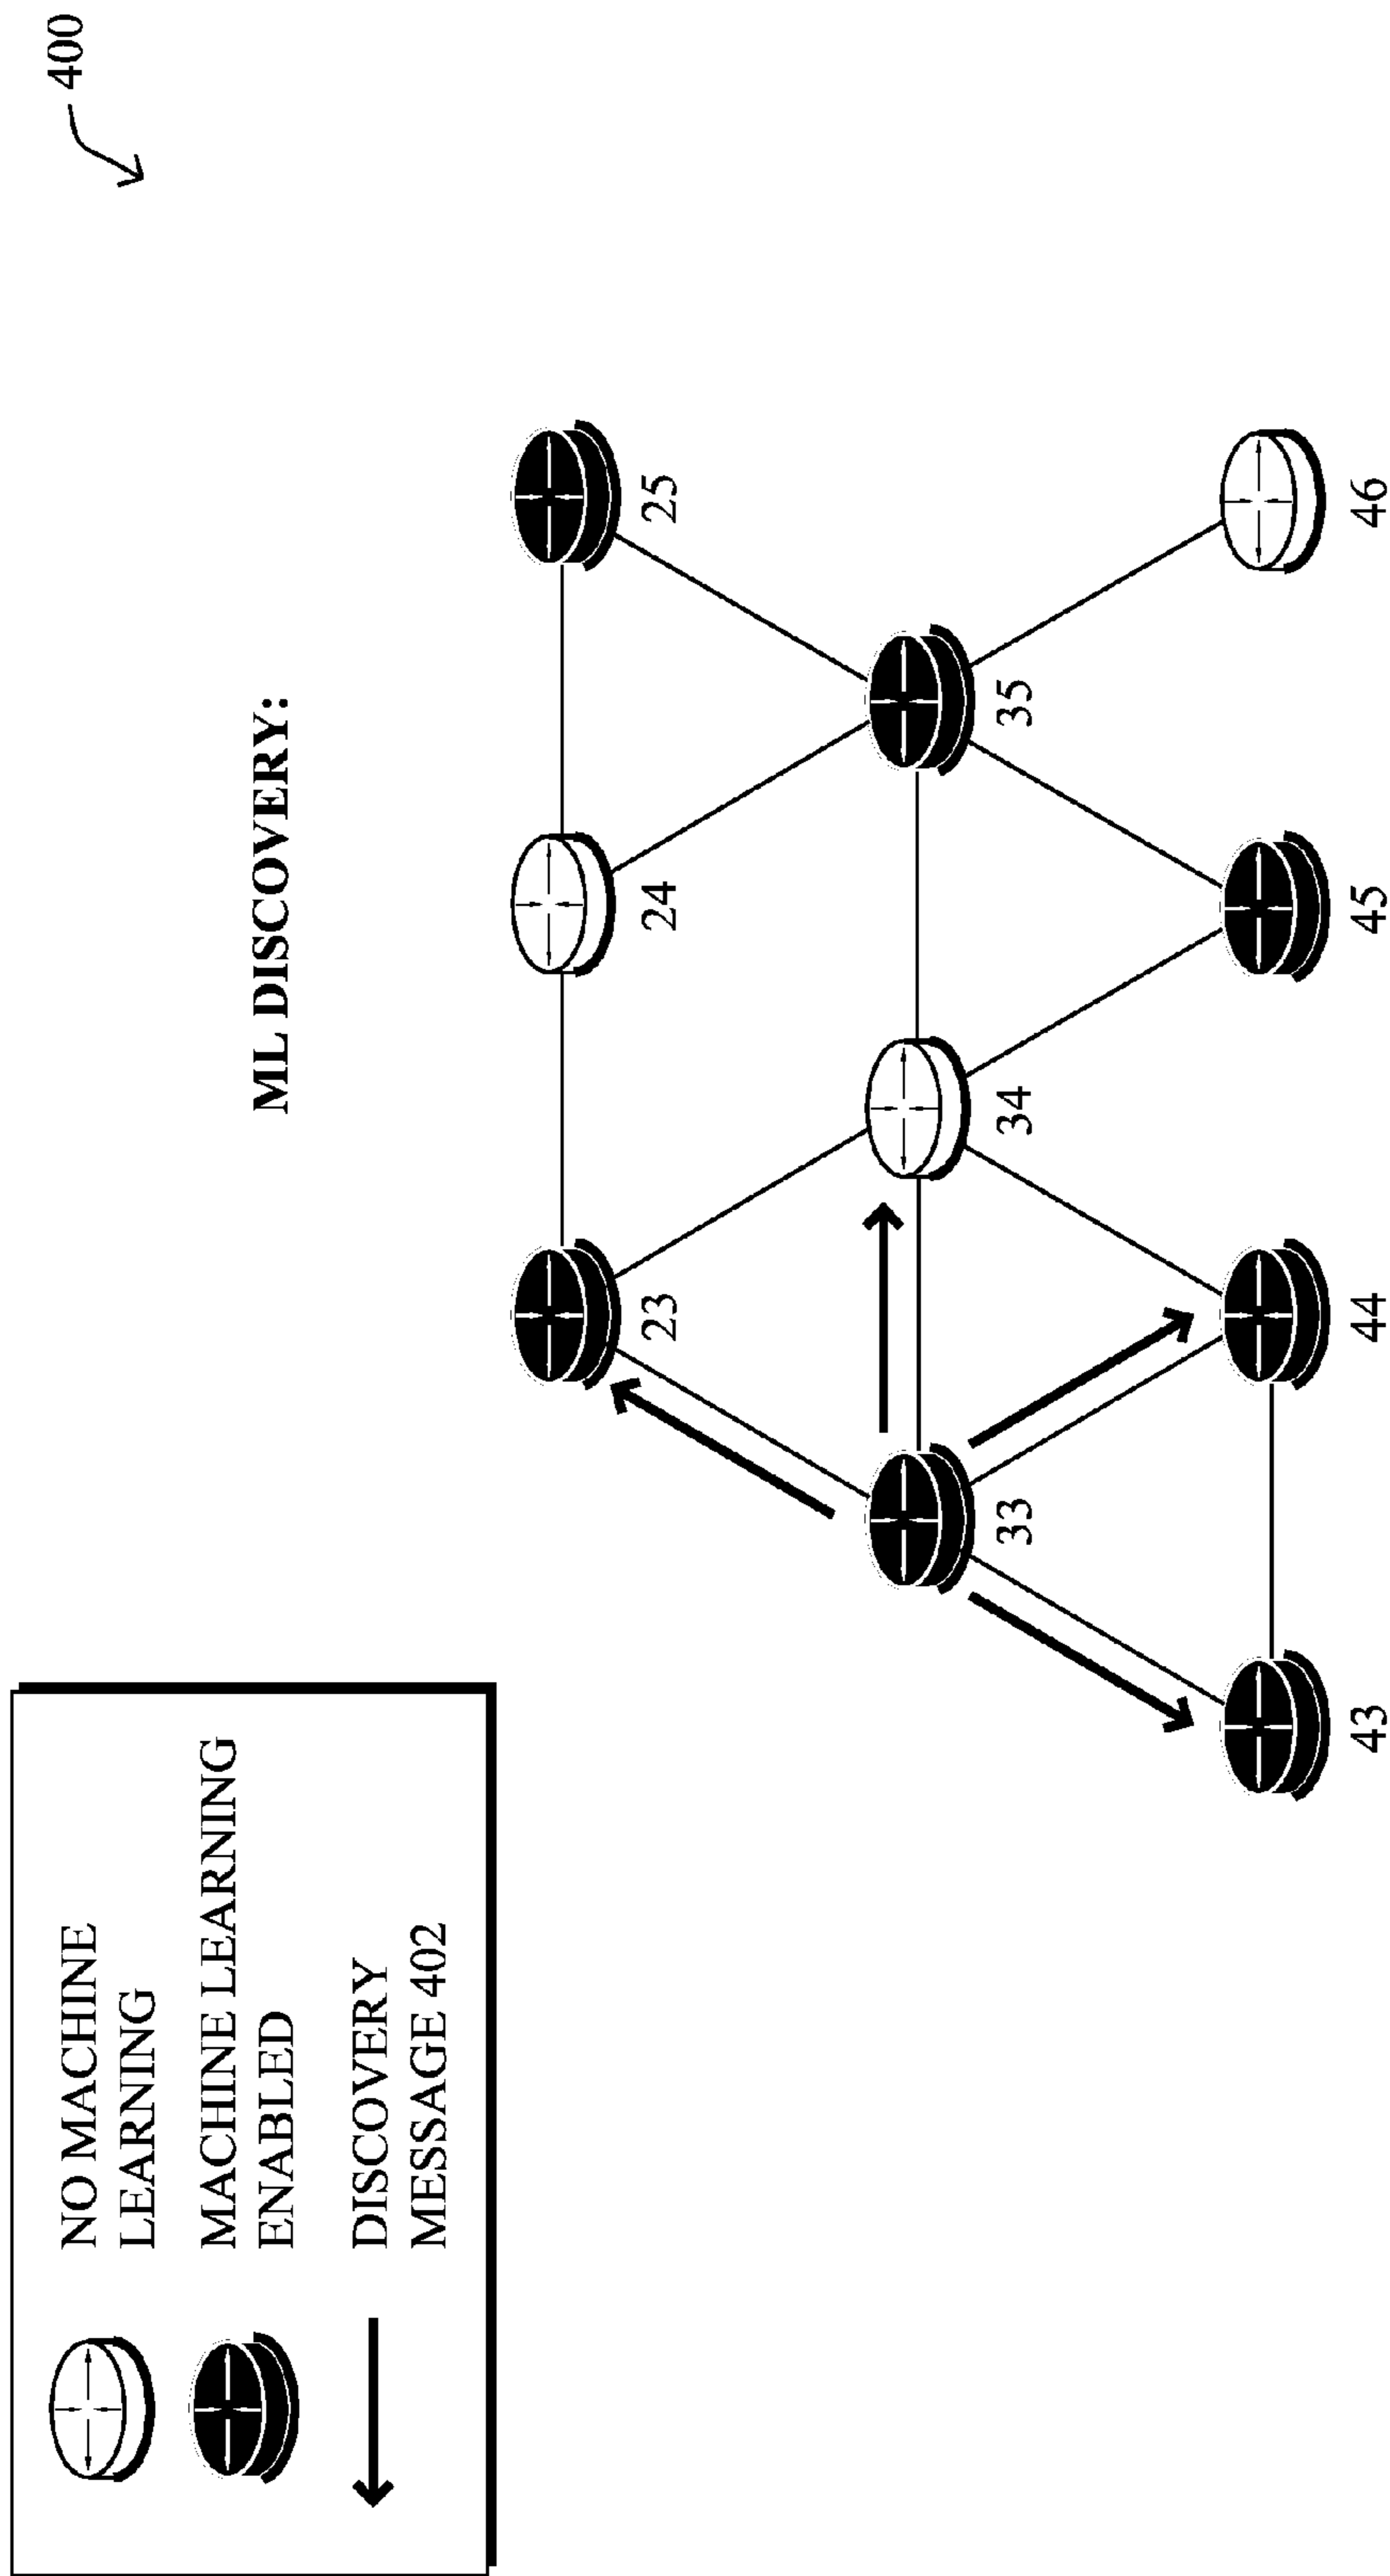 400
NO MACHINE
LEARNING
MACHINE LEARNING
ENABLED
DISCOVERY
MESSAGE 402
ML DISCOVERY:
23
24
25
33
34
35
43
44
45
46